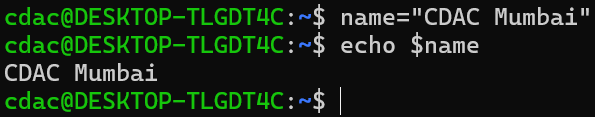 cdac@DESKTOP-TLGDT4C:~$ name="CDAC Mumbai"
cdac@DESKTOP-TLGDT4C:~$ echo $name
CDAC Mumbai
cdac@DESKTOP-TLGDT4C:~$